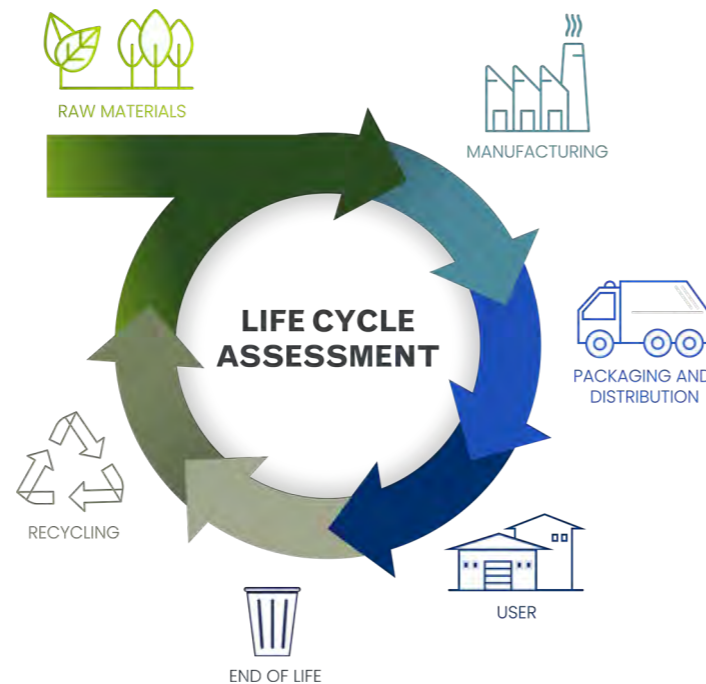 RAW MATERIALS
MANUFACTURING
LIFE CYCLE
ASSESSMENT
PACKAGING AND
DISTRIBUTION
RECYCLING
USER
END OF LIFE